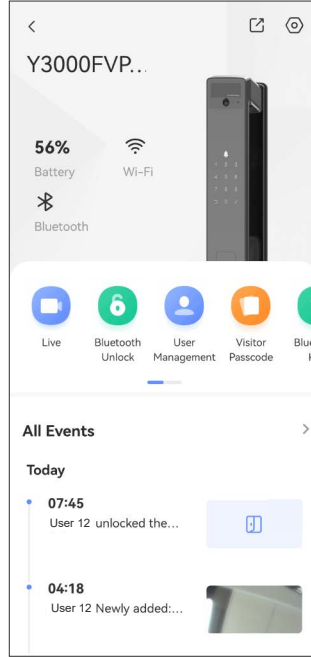 Y3000FVP...
56%
Battery
Wi-Fi
Bluetooth
Live
Bluetooth
Unlock
User
Management
Visitor
Passcode
Blue
All Events
Today
07:45
User 12 unlocked the...
04:18
User 12 Newly added:...